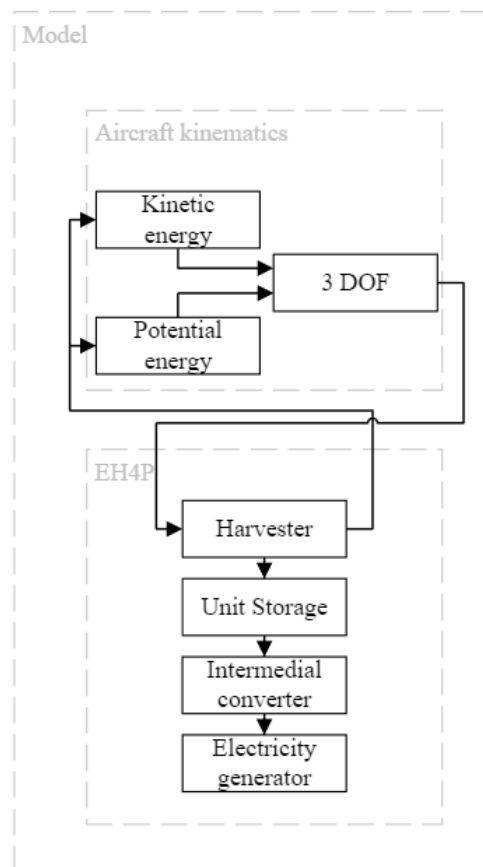 Model
Aircraft kinematics
Kinetic
energy
3 DOF
Potential
energy
EH4P
Harvester
Unit Storage
Intermedial
converter
Electricity
generator